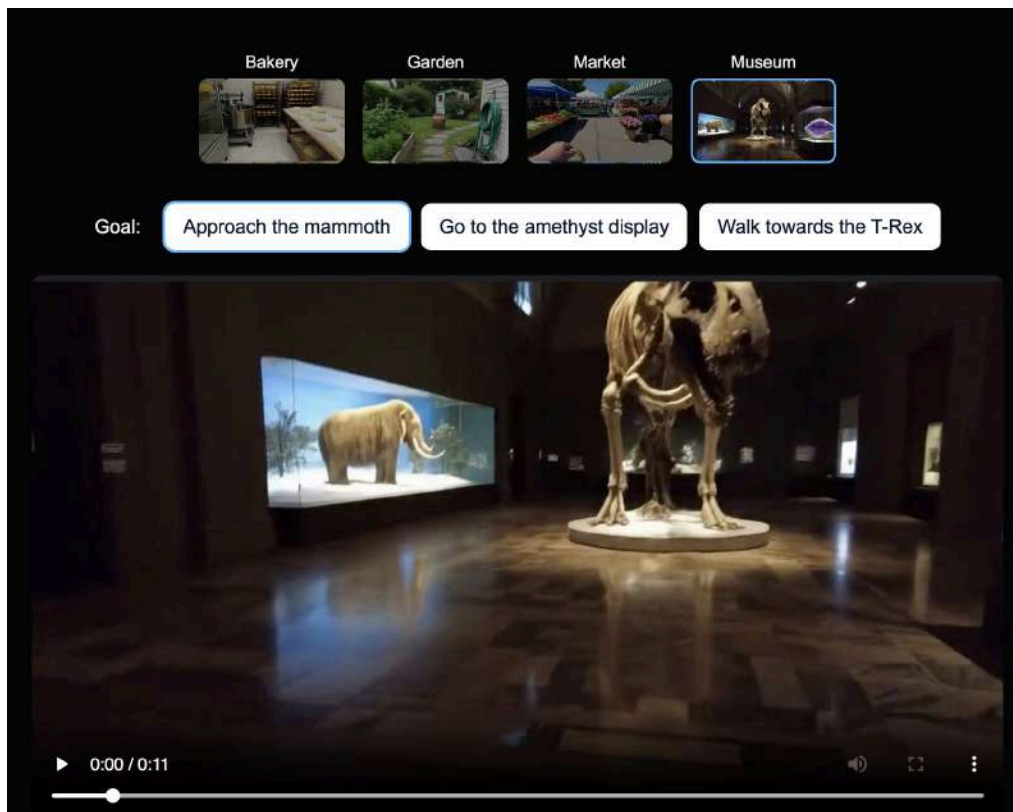 Bakery Garden Market Museum
Goal: Approach the mammoth Go to the amethyst display Walk towards the T-Rex
0:00 / 0:11